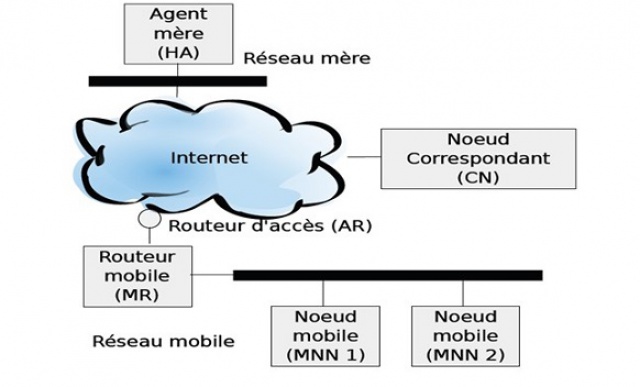 Agent
mère
(HA)
Réseau mère
Internet
Noeud
Correspondant
(CN)
Routeur d'accès (AR)
Routeur
mobile
(MR)
Réseau mobile
Noeud
mobile
(MNN 1)
Noeud
mobile
(MNN 2)